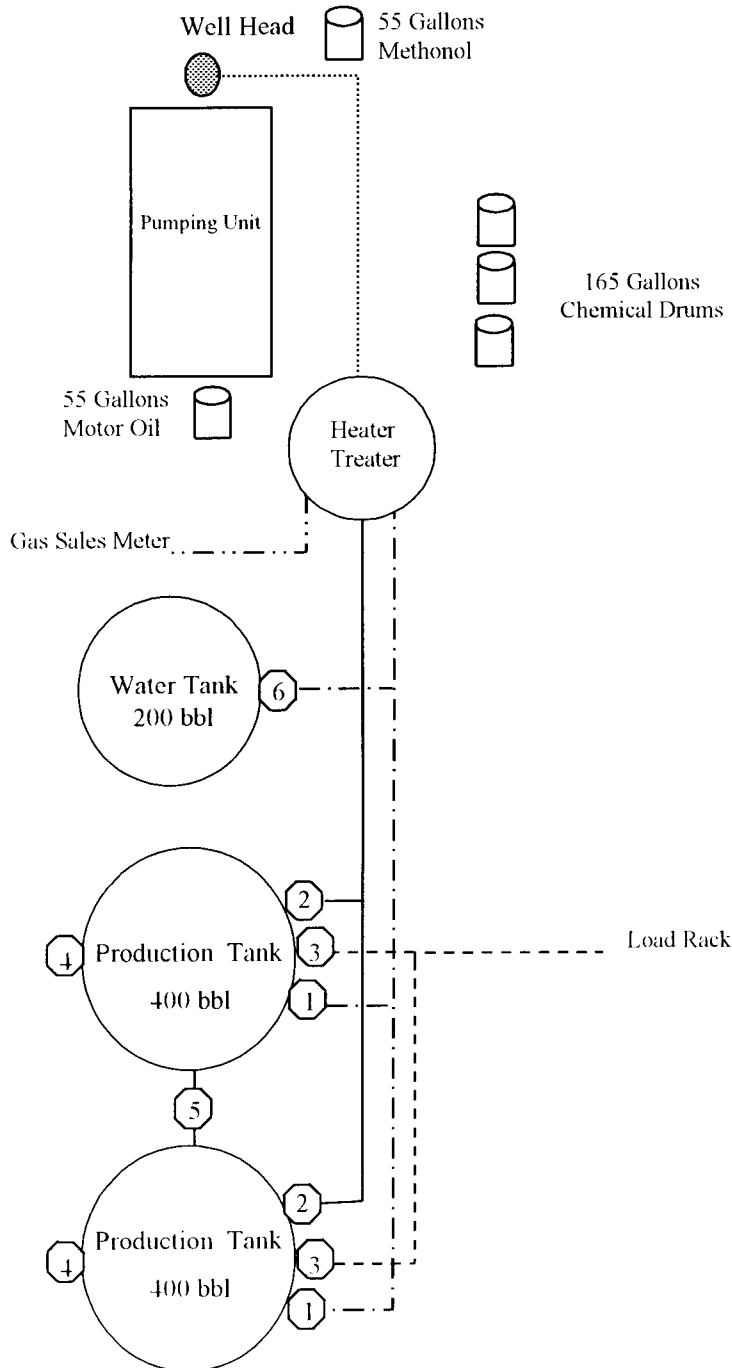 Well Head
55 Gallons
Methonol
Pumping Unit
165 Gallons
Chemical Drums
55 Gallons
Motor Oil
Heater
Treater
Gas Sales Meter
Water Tank
200 bbl
6
2
4
Production Tank
400 bbl
3
Load Rack
1
5
2
4
Production Tank
400 bbl
3
1